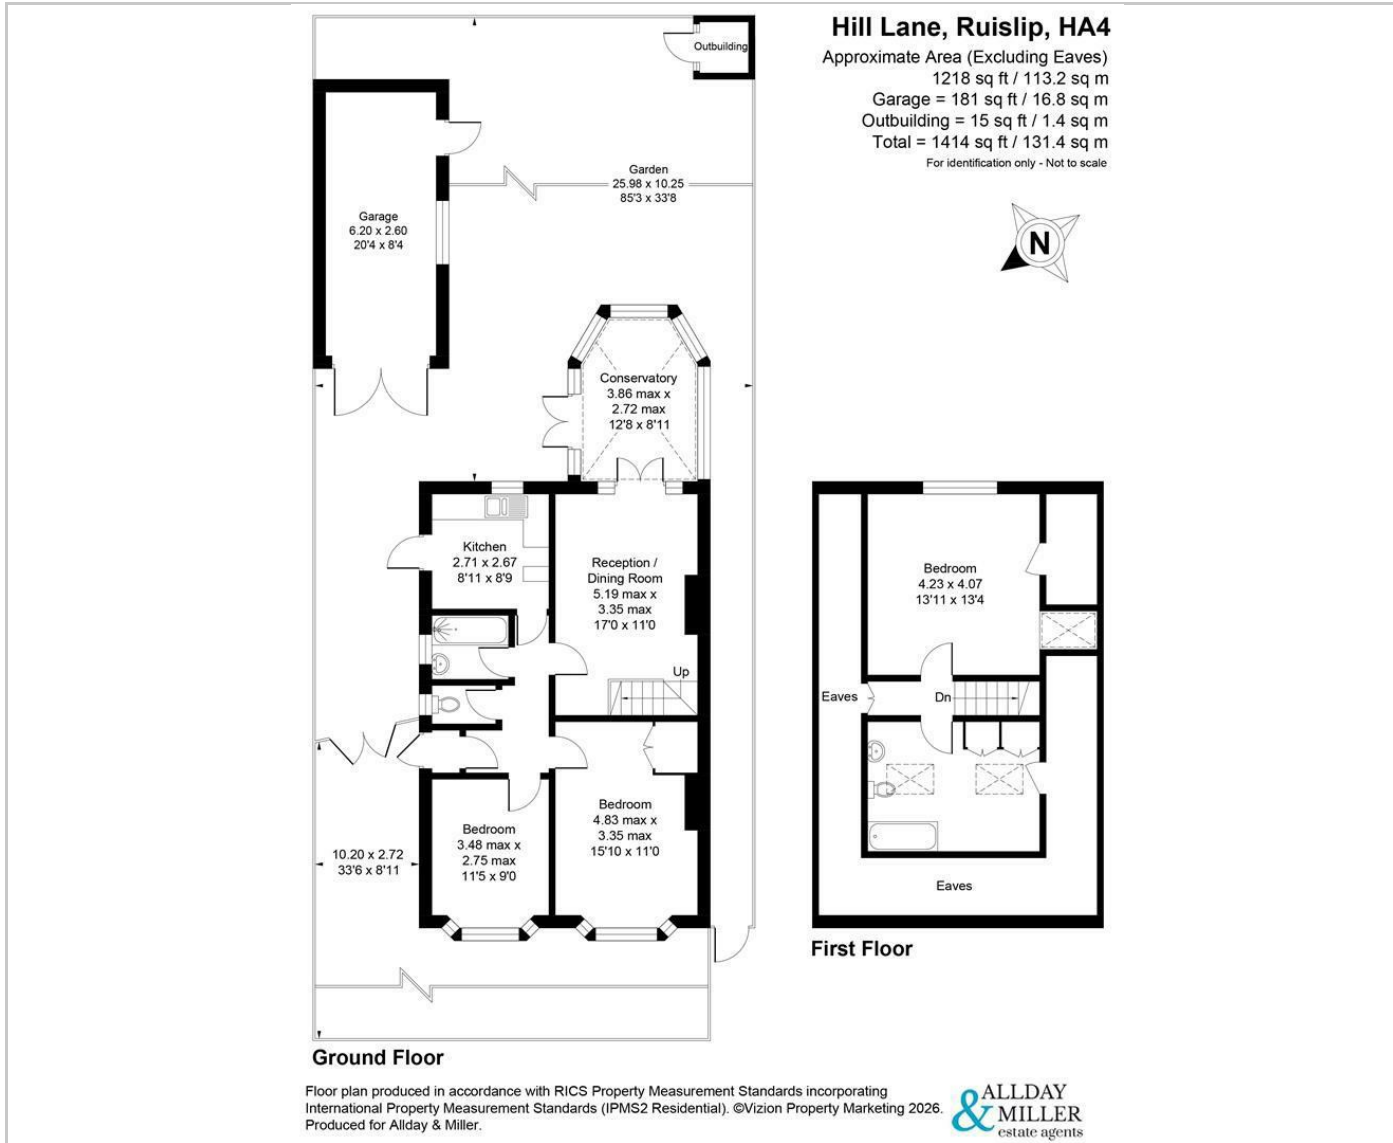 Hill Lane, Ruislip, HA4
Approximate Area (Excluding Eaves)
1218 sq ft / 113.2 sq m
Garage = 181 sq ft / 16.8 sq m
Outbuilding = 15 sq ft / 1.4 sq m
Total = 1414 sq ft / 131.4 sq m
For identification only - Not to scale
N
Outbuilding
Garden
25.98 x 10.25
85'3 x 33'8
Garage
6.20 x 2.60
20'4 x 8'4
Conservatory
3.86 max x
2.72 max
12'8 x 8'11
Kitchen
2.71 x 2.67
8'11 x 8'9
Reception /
Dining Room
5.19 max x
3.35 max
17'0 x 11'0
Up
Bedroom
4.83 max x
3.35 max
15'10 x 11'0
Bedroom
3.48 max x
2.75 max
11'5 x 9'0
10.20 x 2.72
33'6 x 8'11
Ground Floor
Bedroom
4.23 x 4.07
13'11 x 13'4
Eaves
Dn
Eaves
First Floor
Floor plan produced in accordance with RICS Property Measurement Standards incorporating
International Property Measurement Standards (IPMS2 Residential). ©Vizion Property Marketing 2026.
Produced for Allday & Miller.
ALLDAY
& MILLER
estate agents